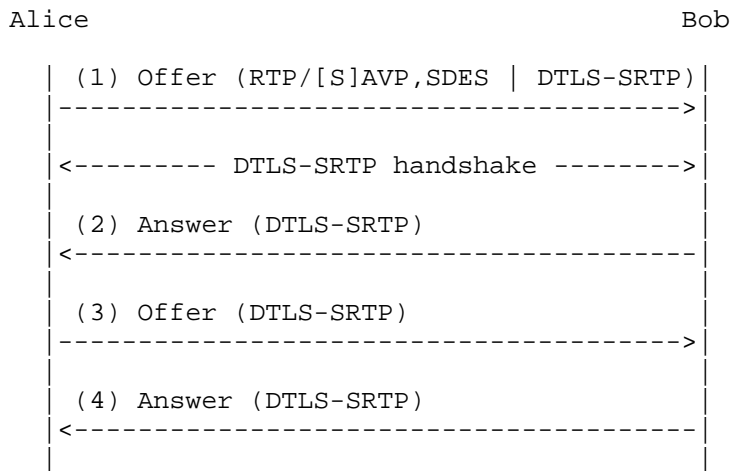 Alice                                         Bob

  | (1) Offer (RTP/[S]AVP,SDES | DTLS-SRTP)|
  |--------------------------------------->|
  |                                        |
  |<--------- DTLS-SRTP handshake -------->|
  |                                        |
  | (2) Answer (DTLS-SRTP)                 |
  |<---------------------------------------|
  |                                        |
  | (3) Offer (DTLS-SRTP)                  |
  |--------------------------------------->|
  |                                        |
  | (4) Answer (DTLS-SRTP)                 |
  |<---------------------------------------|
  |                                        |